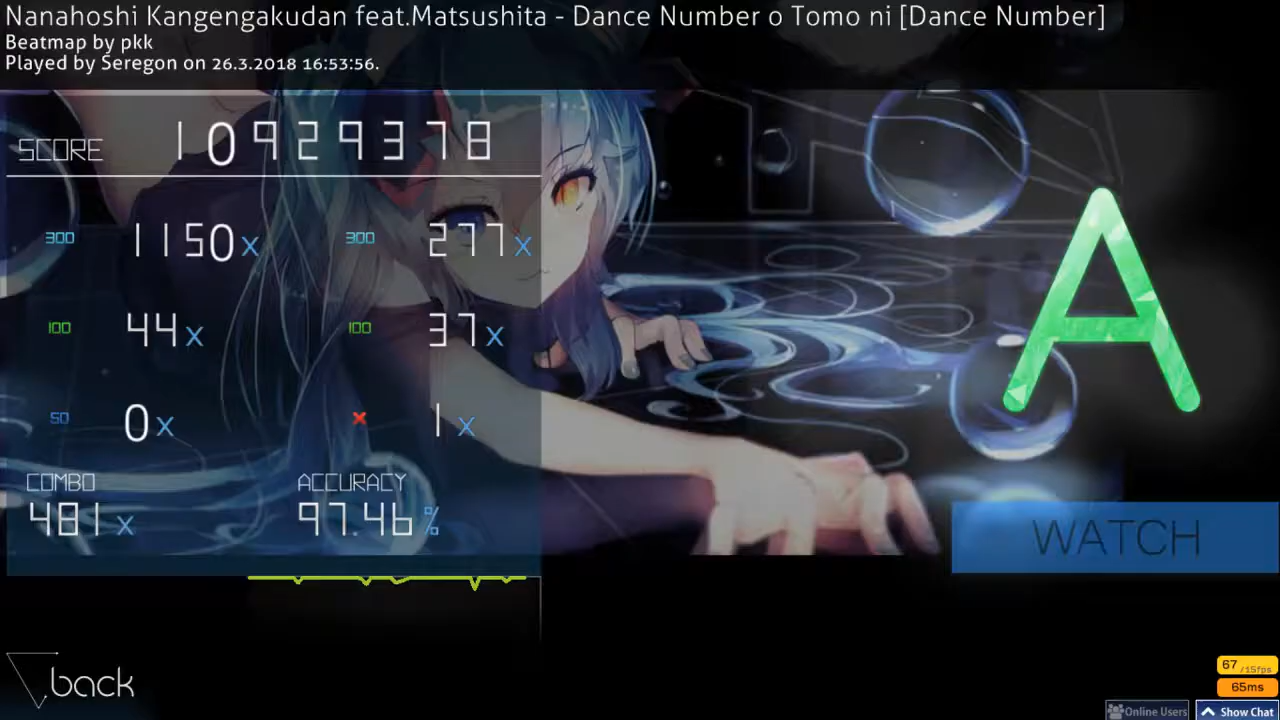 Nanahoshi Kangengakudan feat.Matsushita - Dance Number o Tomo ni [Dance Number]
Beatmap by pkk
Played by Seregon on 26.3.2018 16:53:56.
SCORE 10929378
300 1150x 300 277x
100 44x 100 37x
50 0x x 1x
COMBO ACCURACY
481x 97.46%
A
WATCH
back
67 /15fps
65ms
Online Users Show Chat